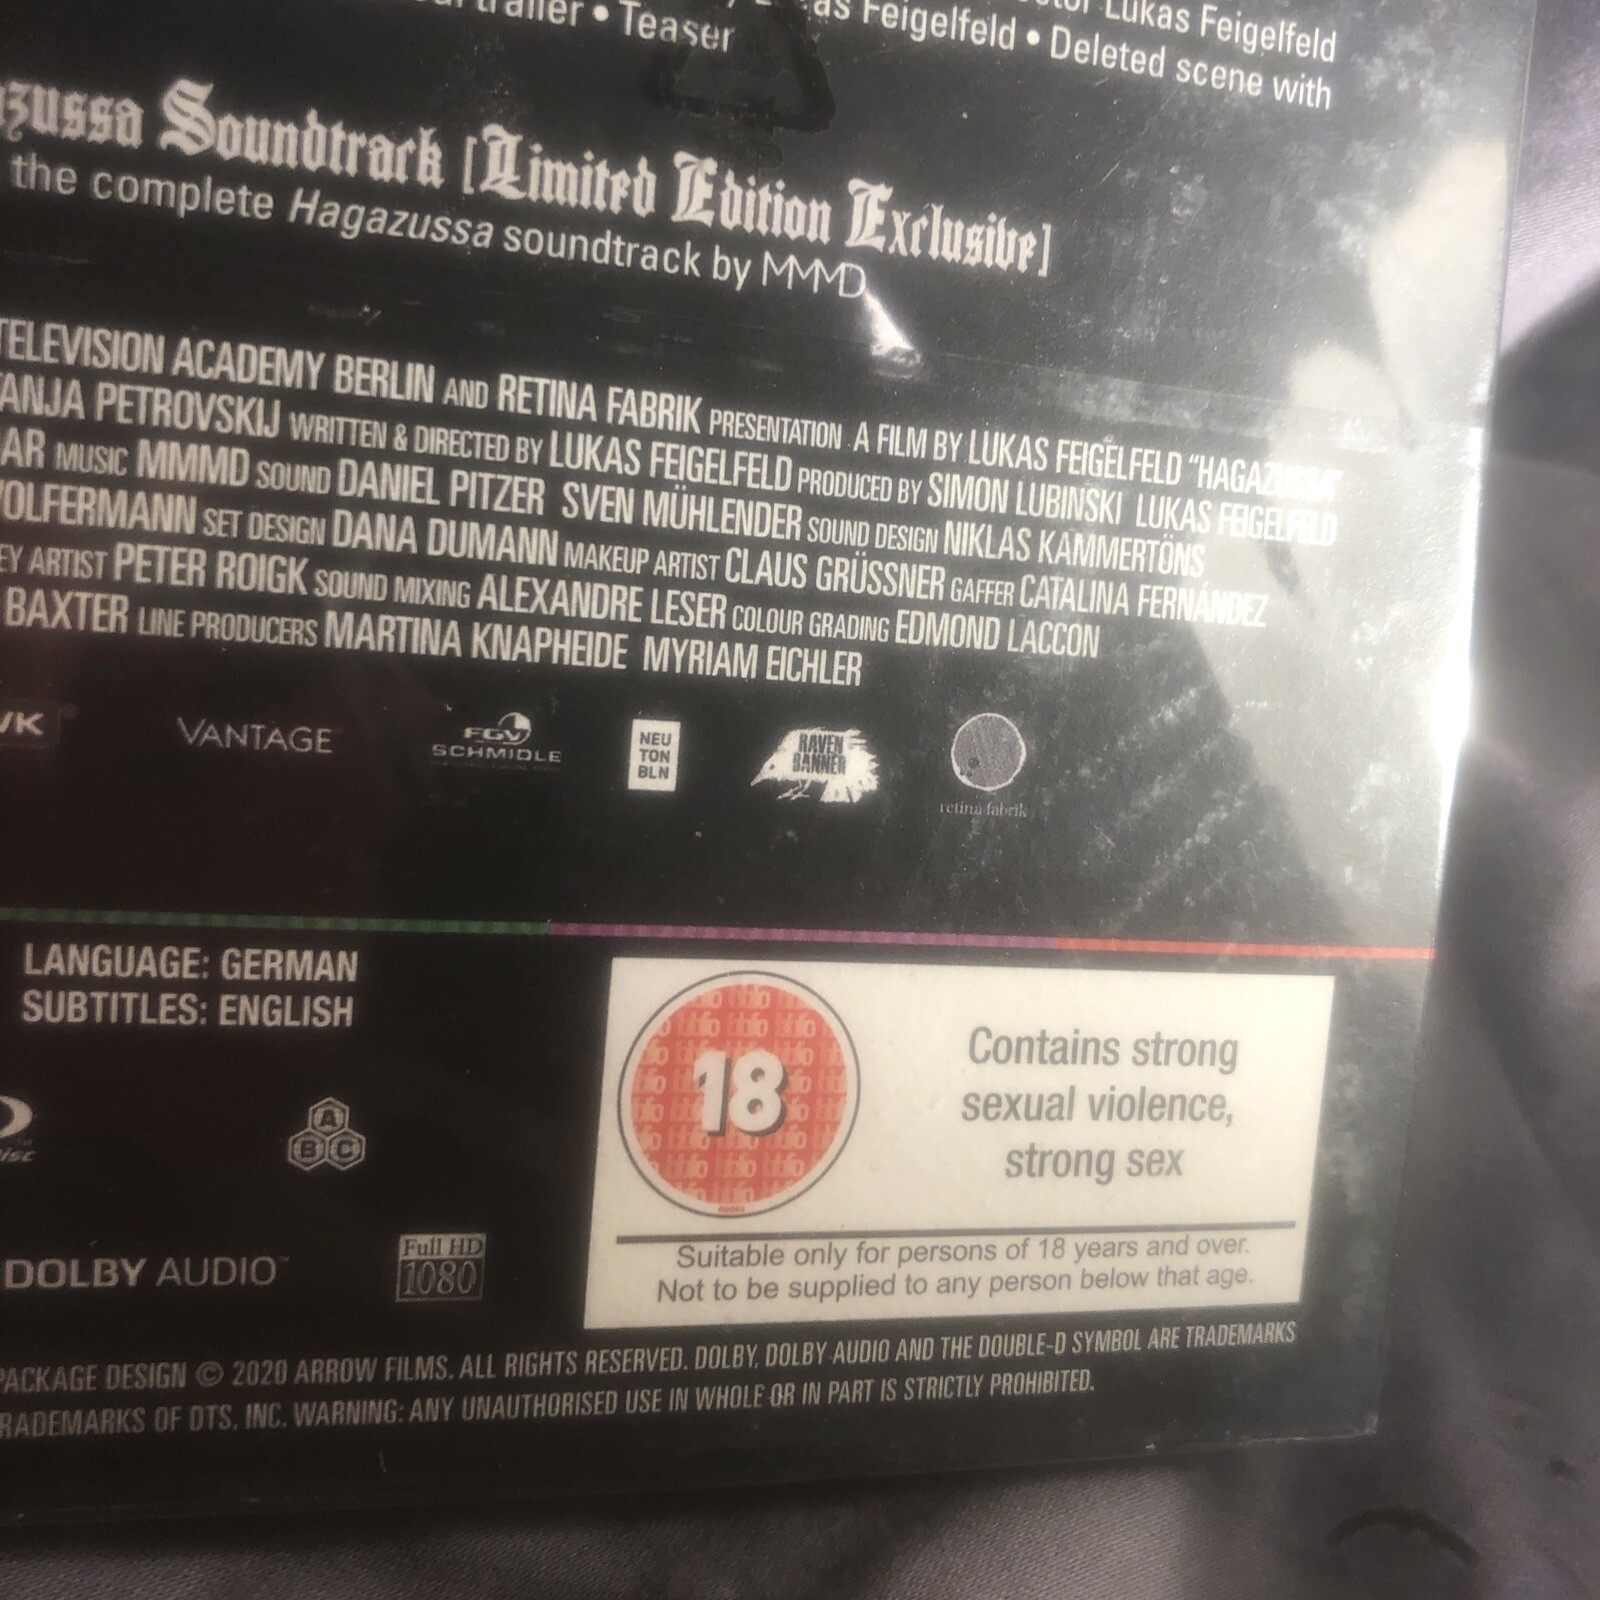 trailer • Teaser
as Feigelfeld • Deleted scene with
Lukas Feigelfeld
zussa Soundtrack [Limited Edition Exclusive]
the complete Hagazussa soundtrack by MMMD
TELEVISION ACADEMY BERLIN AND RETINA FABRIK PRESENTATION A FILM BY LUKAS FEIGELFELD "HAGAZUSSA"
ANJA PETROVSKIJ WRITTEN & DIRECTED BY LUKAS FEIGELFELD PRODUCED BY SIMON LUBINSKI LUKAS FEIGELFELD
AR MUSIC MMMD SOUND DANIEL PITZER SVEN MÜHLENDER SOUND DESIGN NIKLAS KAMMERTÖNS
OLFERMANN SET DESIGN DANA DUMANN MAKEUP ARTIST CLAUS GRÜSSNER GAFFER CATALINA FERNÁNDEZ
EY ARTIST PETER ROIGK SOUND MIXING ALEXANDRE LESER COLOUR GRADING EDMOND LACCON
BAXTER LINE PRODUCERS MARTINA KNAPHEIDE MYRIAM EICHLER
VANTAGE
FGV
SCHMIDLE
NEU
TON
BLN
RAVEN
BANNER
retina fabrik
LANGUAGE: GERMAN
SUBTITLES: ENGLISH
A
B C
DOLBY AUDIO™
Full HD
1080
18
Contains strong
sexual violence,
strong sex
Suitable only for persons of 18 years and over.
Not to be supplied to any person below that age.
PACKAGE DESIGN © 2020 ARROW FILMS. ALL RIGHTS RESERVED. DOLBY, DOLBY AUDIO AND THE DOUBLE-D SYMBOL ARE TRADEMARKS
RADEMARKS OF DTS, INC. WARNING: ANY UNAUTHORISED USE IN WHOLE OR IN PART IS STRICTLY PROHIBITED.